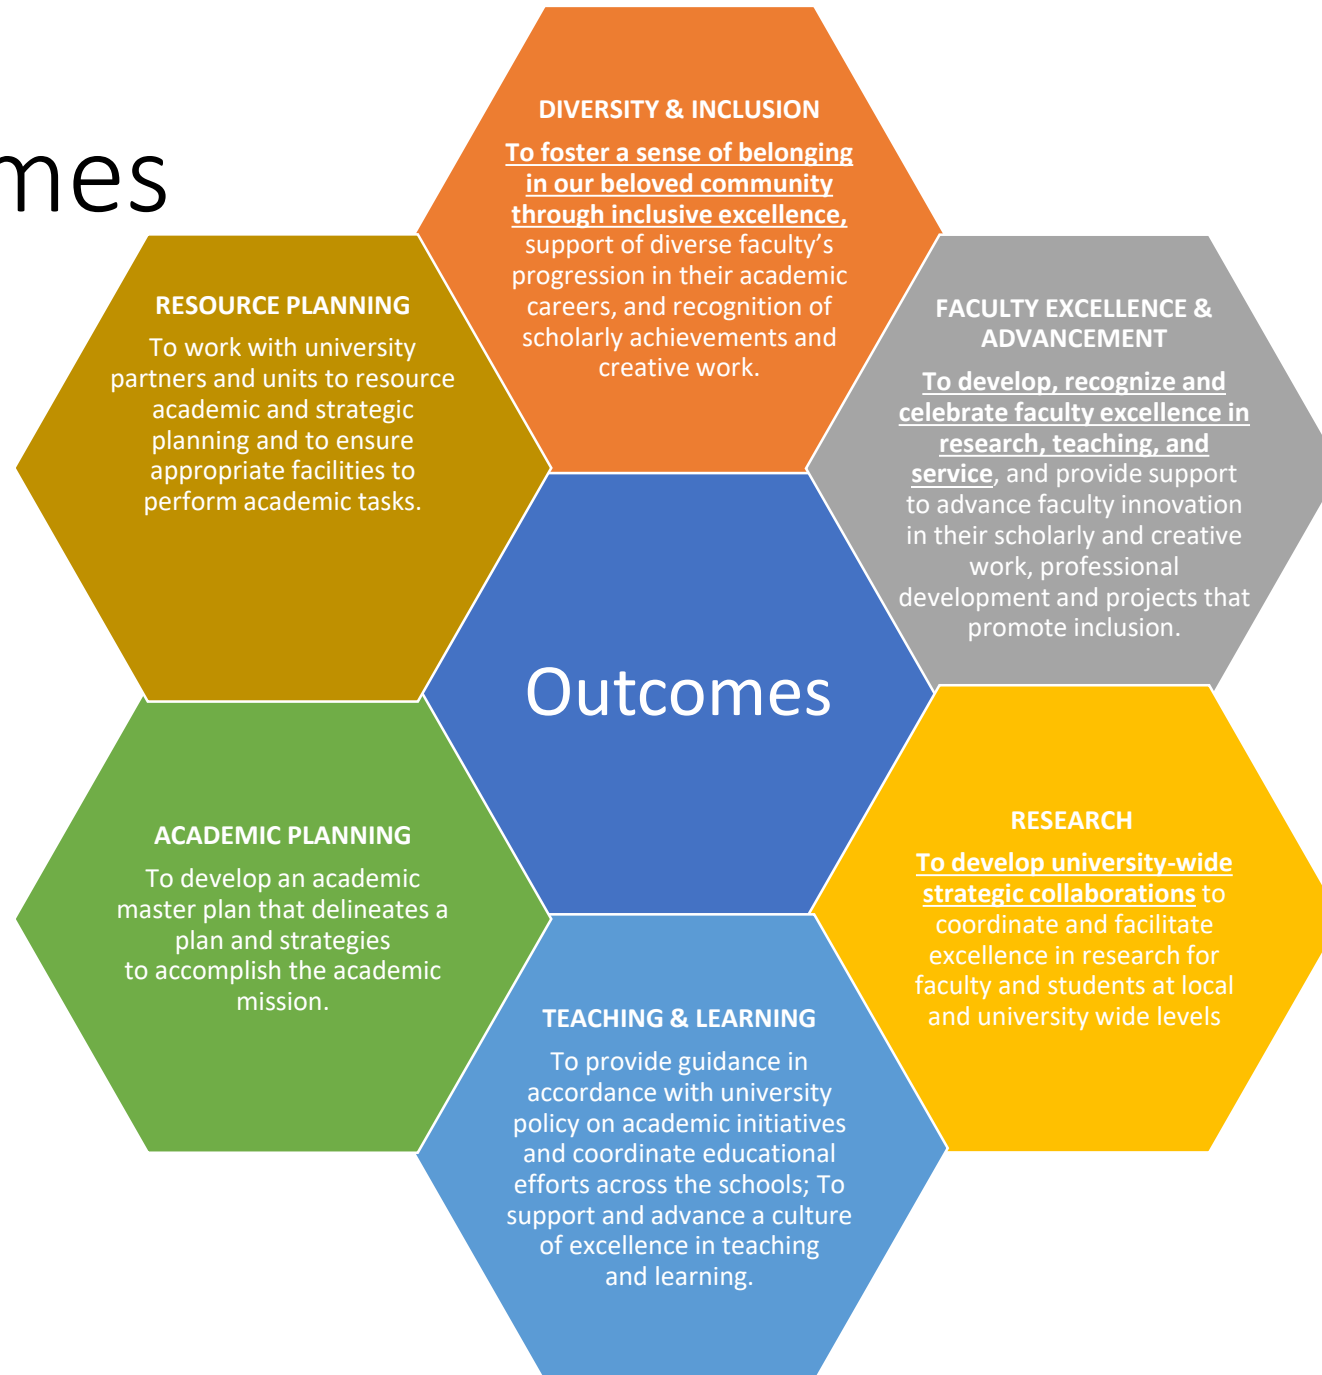 mes
DIVERSITY & INCLUSION
To foster a sense of belonging
in our beloved community
through inclusive excellence,
support of diverse faculty’s
progression in their academic
careers, and recognition of
scholarly achievements and
creative work.
RESOURCE PLANNING
To work with university
partners and units to resource
academic and strategic
planning and to ensure
appropriate facilities to
perform academic tasks.
FACULTY EXCELLENCE &
ADVANCEMENT
To develop, recognize and
celebrate faculty excellence in
research, teaching, and
service, and provide support
to advance faculty innovation
in their scholarly and creative
work, professional
development and projects that
promote inclusion.
Outcomes
ACADEMIC PLANNING
To develop an academic
master plan that delineates a
plan and strategies
to accomplish the academic
mission.
RESEARCH
To develop university-wide
strategic collaborations to
coordinate and facilitate
excellence in research for
faculty and students at local
and university wide levels
TEACHING & LEARNING
To provide guidance in
accordance with university
policy on academic initiatives
and coordinate educational
efforts across the schools; To
support and advance a culture
of excellence in teaching
and learning.